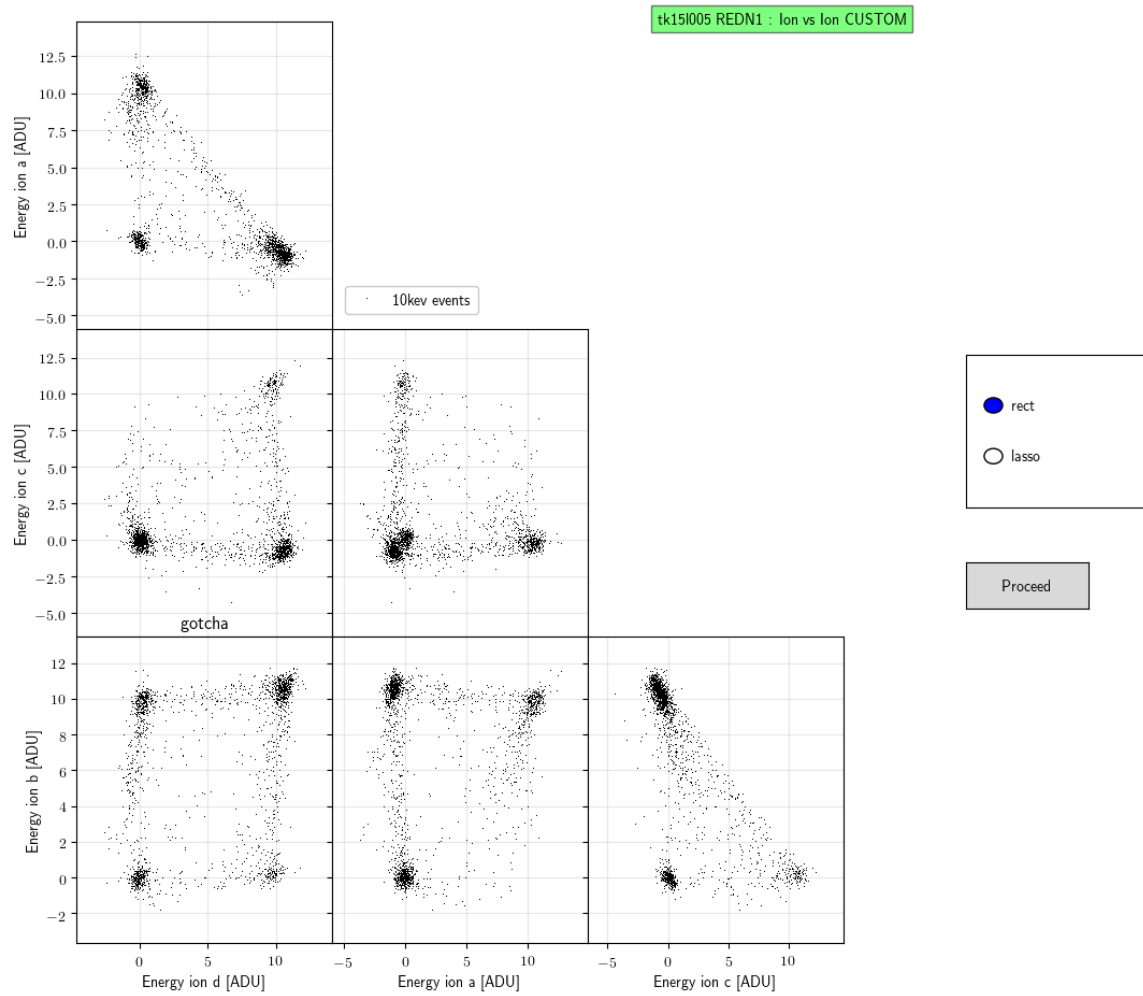 tk15l005 REDN1 : Ion vs Ion CUSTOM
12.5
10.0
7.5
5.0
2.5
0.0
−2.5
−5.0
Energy ion a [ADU]
10kev events
12.5
10.0
7.5
5.0
2.5
0.0
−2.5
−5.0
Energy ion c [ADU]
rect
lasso
Proceed
gotcha
12
10
8
6
4
2
0
−2
Energy ion b [ADU]
0 5 10
Energy ion d [ADU]
−5 0 5 10
Energy ion a [ADU]
−5 0 5 10
Energy ion c [ADU]